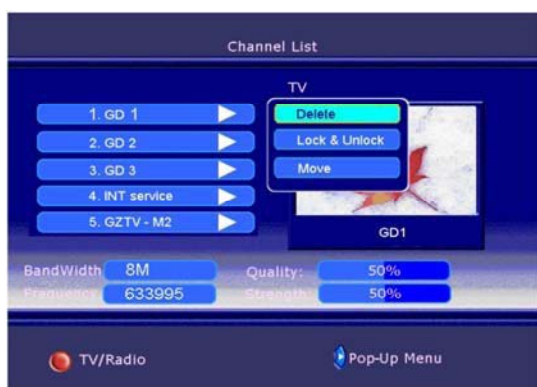 Channel List
TV
1. GD 1
2. GD 2
3. GD 3
4. INT service
5. GZTV - M2
Delele
Lock & Unlock
Move
GD1
BandWidth 8M Quality: 50%
Frequency 633995 Strength 50%
TV/Radio Pop-Up Menu